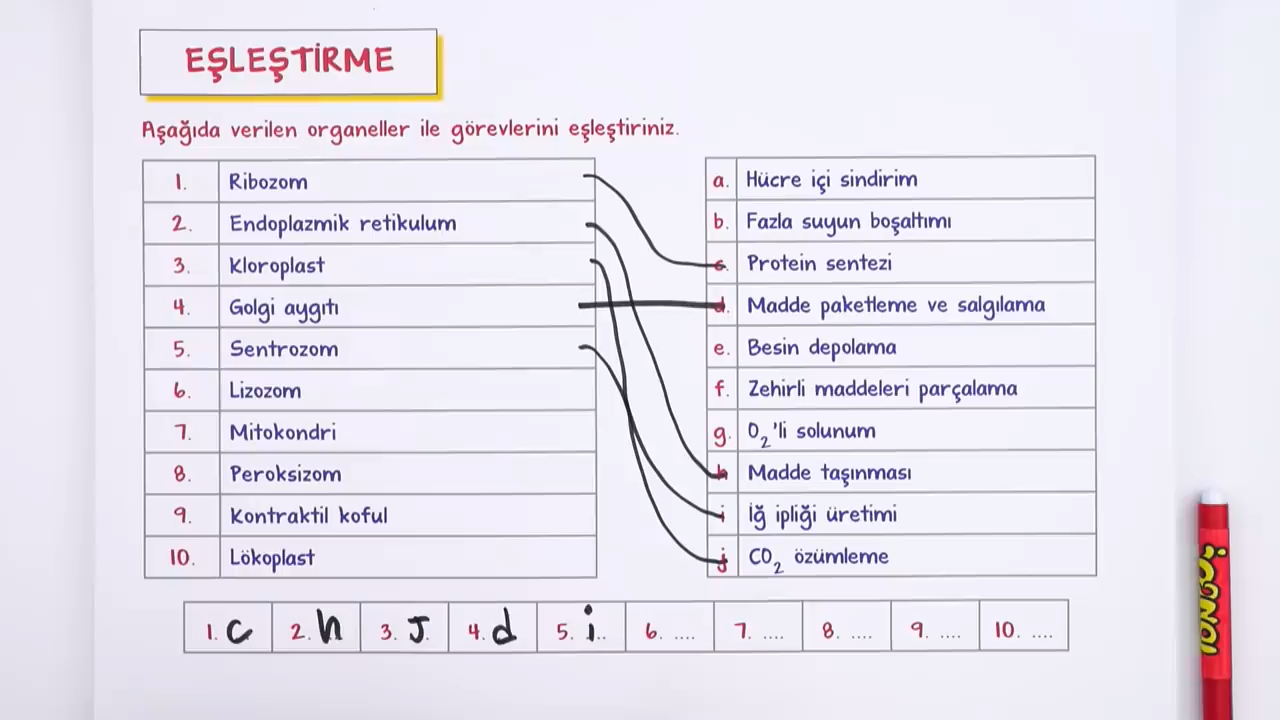 EŞLEŞTİRME
Aşağıda verilen organeller ile görevlerini eşleştiriniz.
1. Ribozom
2. Endoplazmik retikulum
3. Kloroplast
4. Golgi aygıtı
5. Sentrozom
6. Lizozom
7. Mitokondri
8. Peroksizom
9. Kontraktil koful
10. Lökoplast
a. Hücre içi sindirim
b. Fazla suyun boşaltımı
c. Protein sentezi
d. Madde paketleme ve salgılama
e. Besin depolama
f. Zehirli maddeleri parçalama
g. O₂'li solunum
h. Madde taşınması
i. İğ ipliği üretimi
j. CO₂ özümleme
1. c 2. h 3. J 4. d 5. i.. 6. .... 7. .... 8. .... 9. .... 10. ....